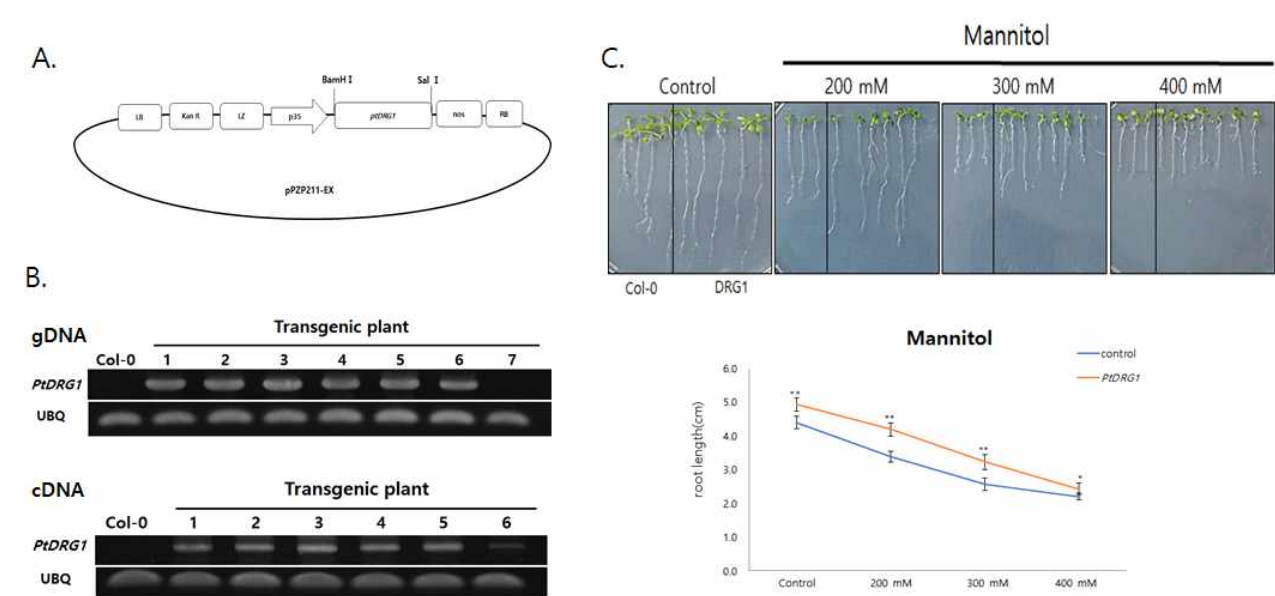 A.
BamH I
Sal I
LB
Kan R
LZ
p35
ptDRG1
nos
RB
pPZP211-EX
B.
Transgenic plant
gDNA
Col-0
1 2 3 4 5 6 7
PtDRG1
UBQ
cDNA
Transgenic plant
Col-0
1 2 3 4 5 6
PtDRG1
UBQ
C.
Mannitol
Control
200 mM
300 mM
400 mM
Col-0
DRG1
Mannitol
control
PtDRG1
root length(cm)
6.0
5.0
4.0
3.0
2.0
1.0
0.0
**
**
**
*
Control
200 mM
300 mM
400 mM